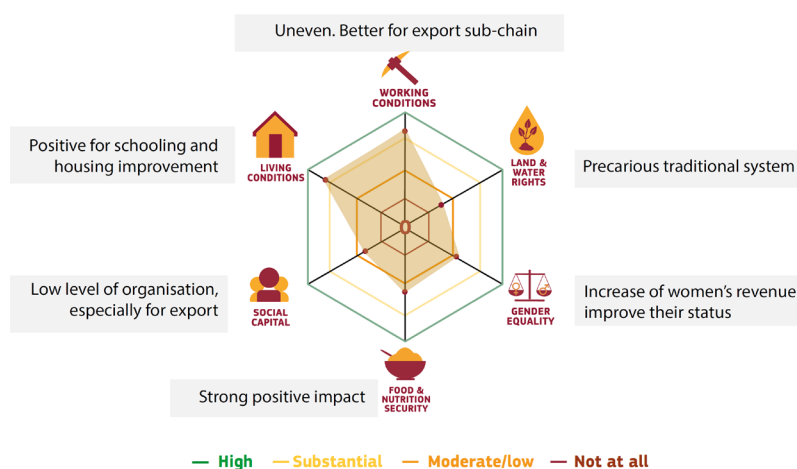 Uneven. Better for export sub-chain
WORKING
CONDITIONS
Positive for schooling and
housing improvement
LIVING
CONDITIONS
LAND &
WATER
RIGHTS
Precarious traditional system
0
Low level of organisation,
especially for export
SOCIAL
CAPITAL
GENDER
EQUALITY
Increase of women’s revenue
improve their status
Strong positive impact
FOOD &
NUTRITION
SECURITY
High
Substantial
Moderate/low
Not at all